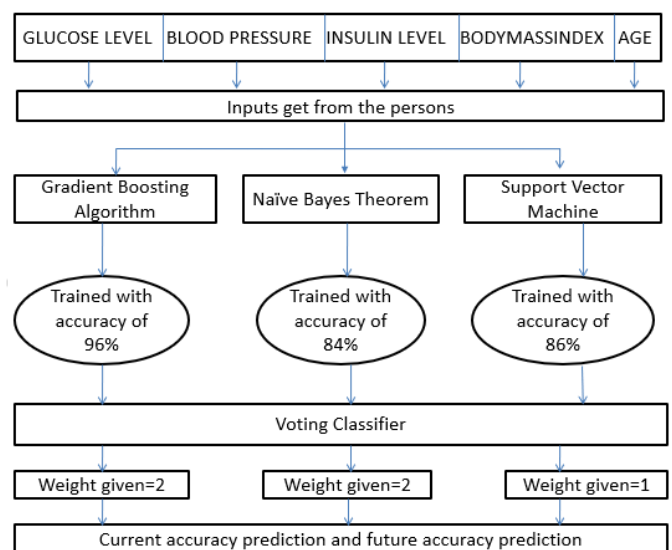 GLUCOSE LEVEL BLOOD PRESSURE INSULIN LEVEL BODYMASSINDEX AGE
Inputs get from the persons
Gradient Boosting
Algorithm
Naïve Bayes Theorem
Support Vector
Machine
Trained with
accuracy of
96%
Trained with
accuracy of
84%
Trained with
accuracy of
86%
Voting Classifier
Weight given=2
Weight given=2
Weight given=1
Current accuracy prediction and future accuracy prediction